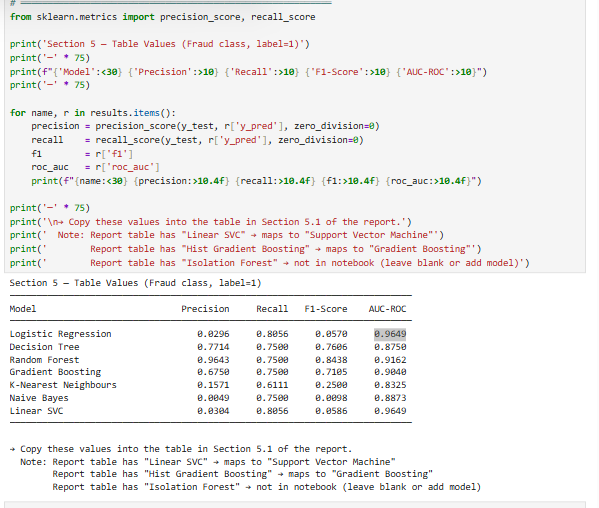 # ═══════════════════════════════════════════
from sklearn.metrics import precision_score, recall_score
print('Section 5 — Table Values (Fraud class, label=1)')
print('─' * 75)
print(f"{'Model':<30} {'Precision':>10} {'Recall':>10} {'F1-Score':>10} {'AUC-ROC':>10}")
print('─' * 75)
for name, r in results.items():
    precision = precision_score(y_test, r['y_pred'], zero_division=0)
    recall    = recall_score(y_test, r['y_pred'], zero_division=0)
    f1        = r['f1']
    roc_auc   = r['roc_auc']
    print(f"{name:<30} {precision:>10.4f} {recall:>10.4f} {f1:>10.4f} {roc_auc:>10.4f}")
print('─' * 75)
print('\n→ Copy these values into the table in Section 5.1 of the report.')
print('  Note: Report table has "Linear SVC" → maps to "Support Vector Machine"')
print('        Report table has "Hist Gradient Boosting" → maps to "Gradient Boosting"')
print('        Report table has "Isolation Forest" → not in notebook (leave blank or add model)')
Section 5 — Table Values (Fraud class, label=1)
Model Precision Recall F1-Score AUC-ROC
Logistic Regression 0.0296 0.8056 0.0570 0.9649
Decision Tree 0.7714 0.7500 0.7606 0.8750
Random Forest 0.9643 0.7500 0.8438 0.9162
Gradient Boosting 0.6750 0.7500 0.7105 0.9040
K-Nearest Neighbours 0.1571 0.6111 0.2500 0.8325
Naive Bayes 0.0049 0.7500 0.0098 0.8873
Linear SVC 0.0304 0.8056 0.0586 0.9649
→ Copy these values into the table in Section 5.1 of the report.
  Note: Report table has "Linear SVC" → maps to "Support Vector Machine"
        Report table has "Hist Gradient Boosting" → maps to "Gradient Boosting"
        Report table has "Isolation Forest" → not in notebook (leave blank or add model)